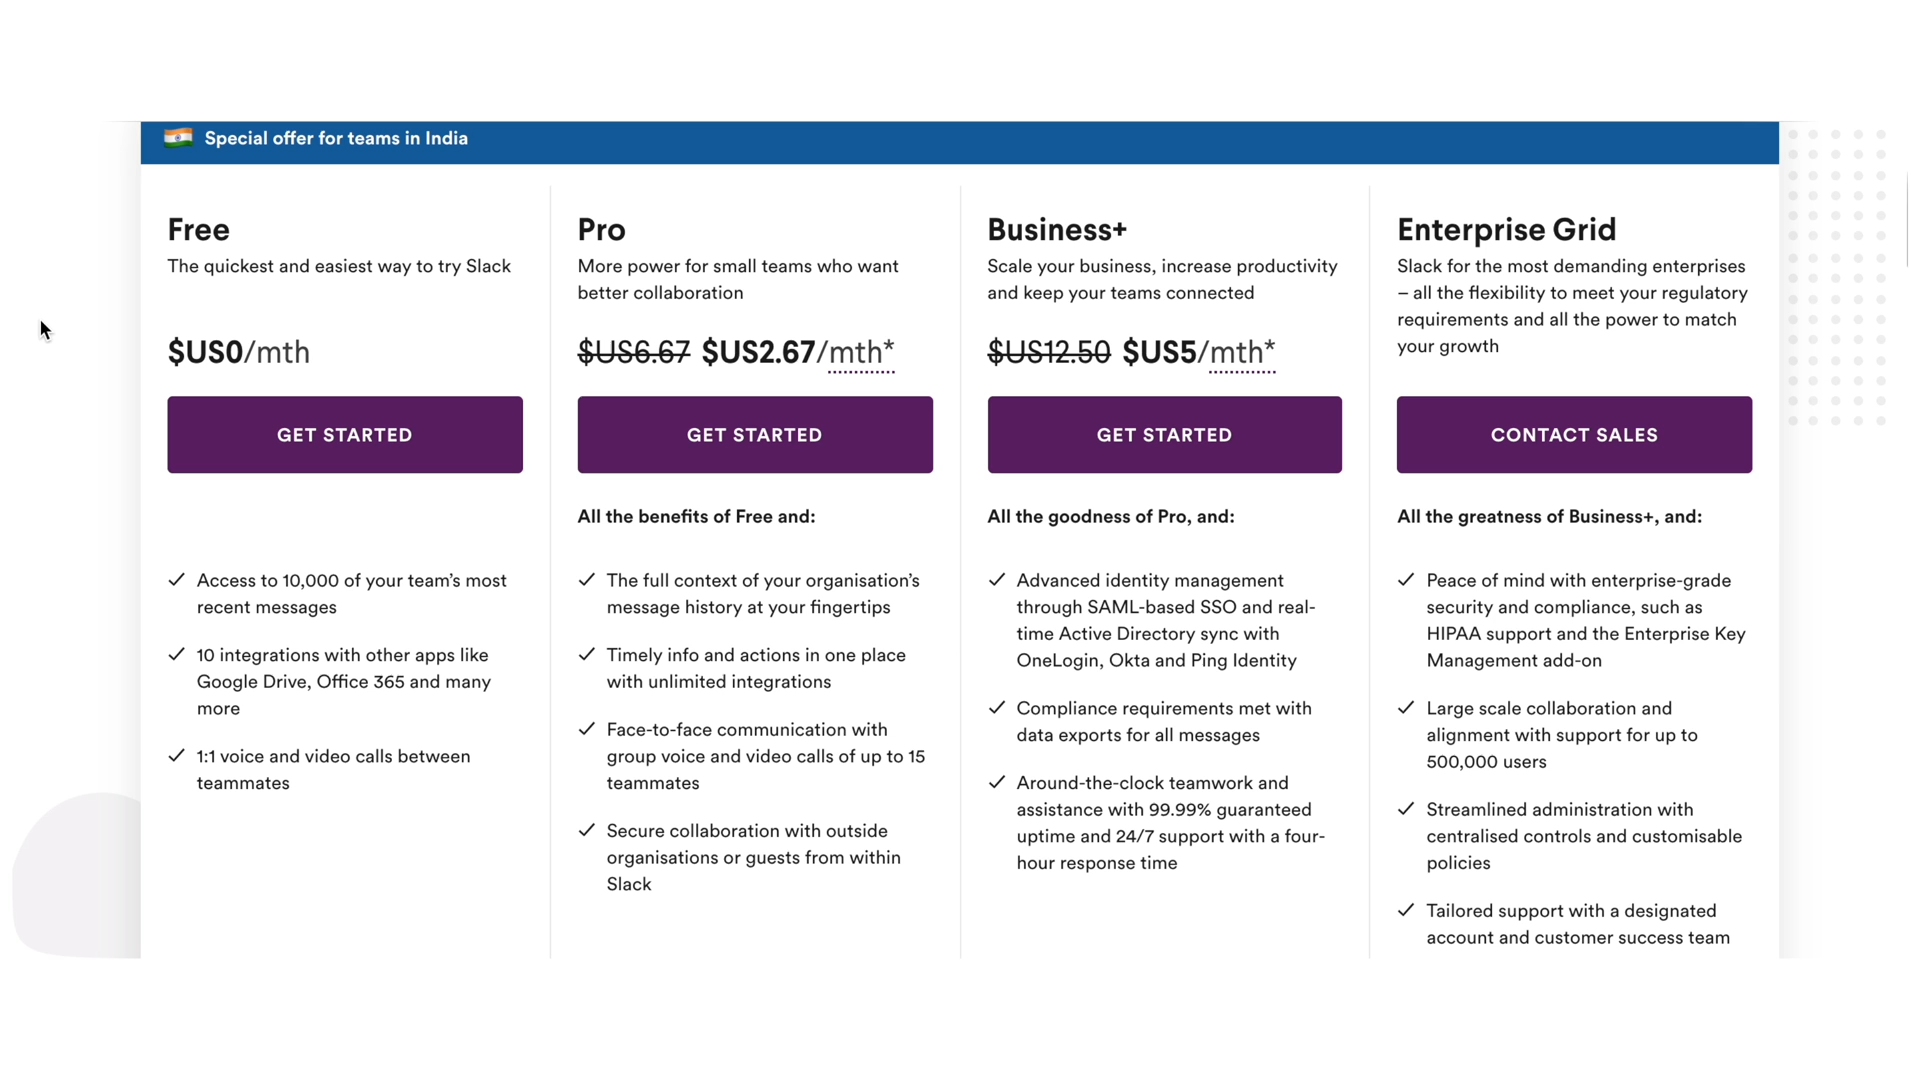 Special offer for teams in India
Free
The quickest and easiest way to try Slack
$US0/mth
GET STARTED
Access to 10,000 of your team’s most
recent messages
10 integrations with other apps like
Google Drive, Office 365 and many
more
1:1 voice and video calls between
teammates
Pro
More power for small teams who want
better collaboration
$US6.67 $US2.67/mth*
GET STARTED
All the benefits of Free and:
The full context of your organisation’s
message history at your fingertips
Timely info and actions in one place
with unlimited integrations
Face-to-face communication with
group voice and video calls of up to 15
teammates
Secure collaboration with outside
organisations or guests from within
Slack
Business+
Scale your business, increase productivity
and keep your teams connected
$US12.50 $US5/mth*
GET STARTED
All the goodness of Pro, and:
Advanced identity management
through SAML-based SSO and real-
time Active Directory sync with
OneLogin, Okta and Ping Identity
Compliance requirements met with
data exports for all messages
Around-the-clock teamwork and
assistance with 99.99% guaranteed
uptime and 24/7 support with a four-
hour response time
Enterprise Grid
Slack for the most demanding enterprises
– all the flexibility to meet your regulatory
requirements and all the power to match
your growth
CONTACT SALES
All the greatness of Business+, and:
Peace of mind with enterprise-grade
security and compliance, such as
HIPAA support and the Enterprise Key
Management add-on
Large scale collaboration and
alignment with support for up to
500,000 users
Streamlined administration with
centralised controls and customisable
policies
Tailored support with a designated
account and customer success team